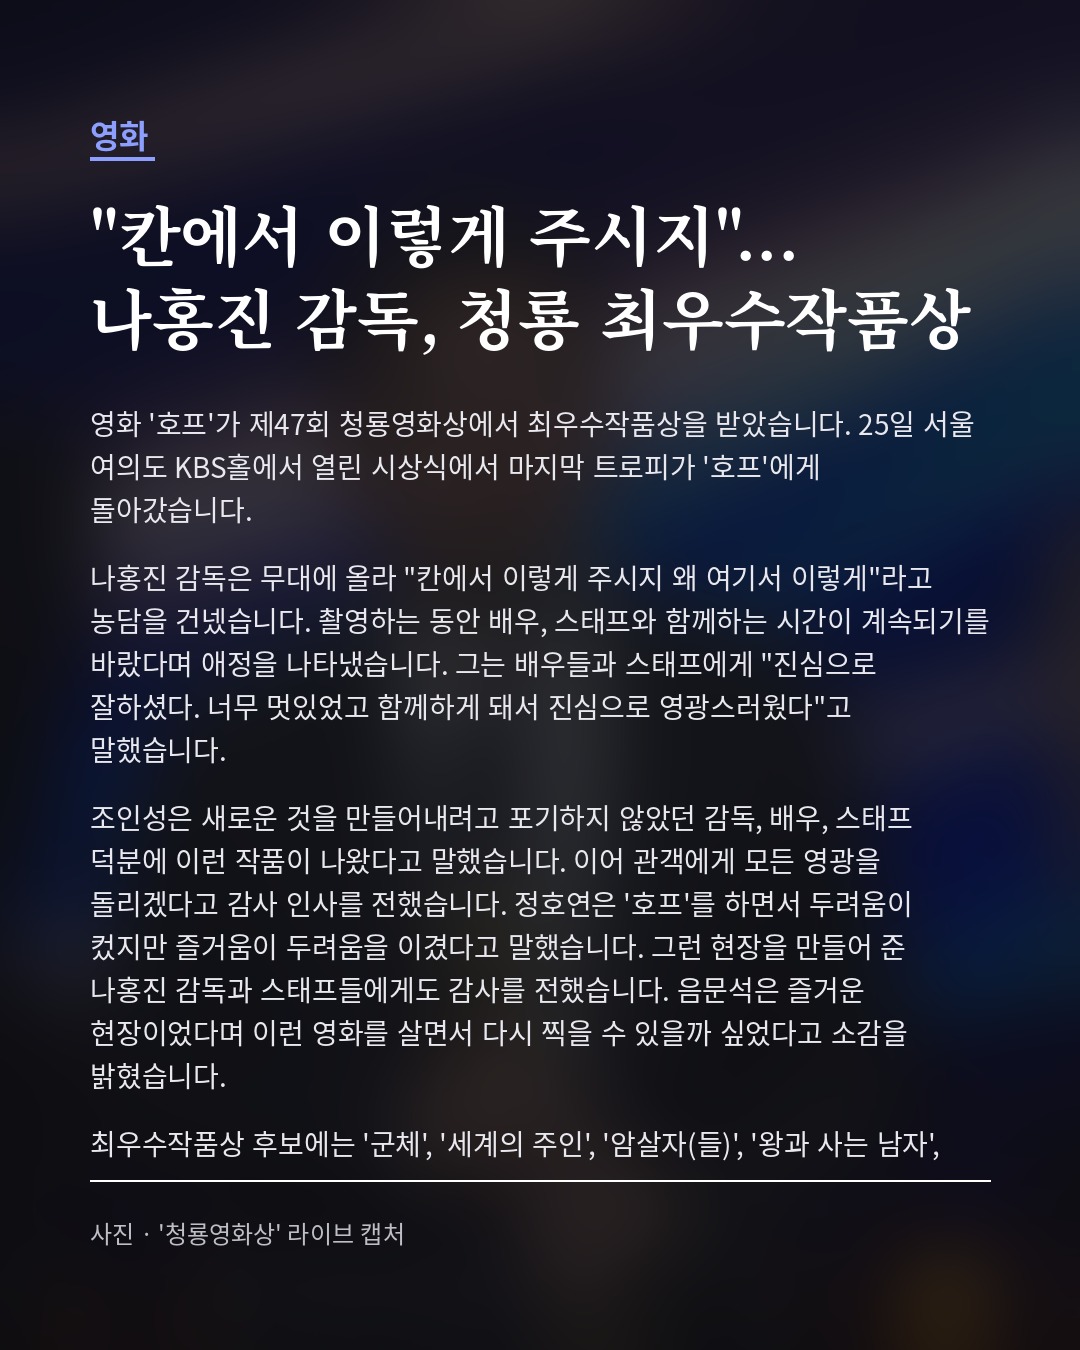 영화
"칸에서 이렇게 주시지"...
나홍진 감독, 청룡 최우수작품상
영화 '호프'가 제47회 청룡영화상에서 최우수작품상을 받았습니다. 25일 서울
여의도 KBS홀에서 열린 시상식에서 마지막 트로피가 '호프'에게
돌아갔습니다.
나홍진 감독은 무대에 올라 "칸에서 이렇게 주시지 왜 여기서 이렇게"라고
농담을 건넸습니다. 촬영하는 동안 배우, 스태프와 함께하는 시간이 계속되기를
바랐다며 애정을 나타냈습니다. 그는 배우들과 스태프에게 "진심으로
잘하셨다. 너무 멋있었고 함께하게 돼서 진심으로 영광스러웠다"고
말했습니다.
조인성은 새로운 것을 만들어내려고 포기하지 않았던 감독, 배우, 스태프
덕분에 이런 작품이 나왔다고 말했습니다. 이어 관객에게 모든 영광을
돌리겠다고 감사 인사를 전했습니다. 정호연은 '호프'를 하면서 두려움이
컸지만 즐거움이 두려움을 이겼다고 말했습니다. 그런 현장을 만들어 준
나홍진 감독과 스태프들에게도 감사를 전했습니다. 음문석은 즐거운
현장이었다며 이런 영화를 살면서 다시 찍을 수 있을까 싶었다고 소감을
밝혔습니다.
최우수작품상 후보에는 '군체', '세계의 주인', '암살자(들)', '왕과 사는 남자',
사진 · '청룡영화상' 라이브 캡처